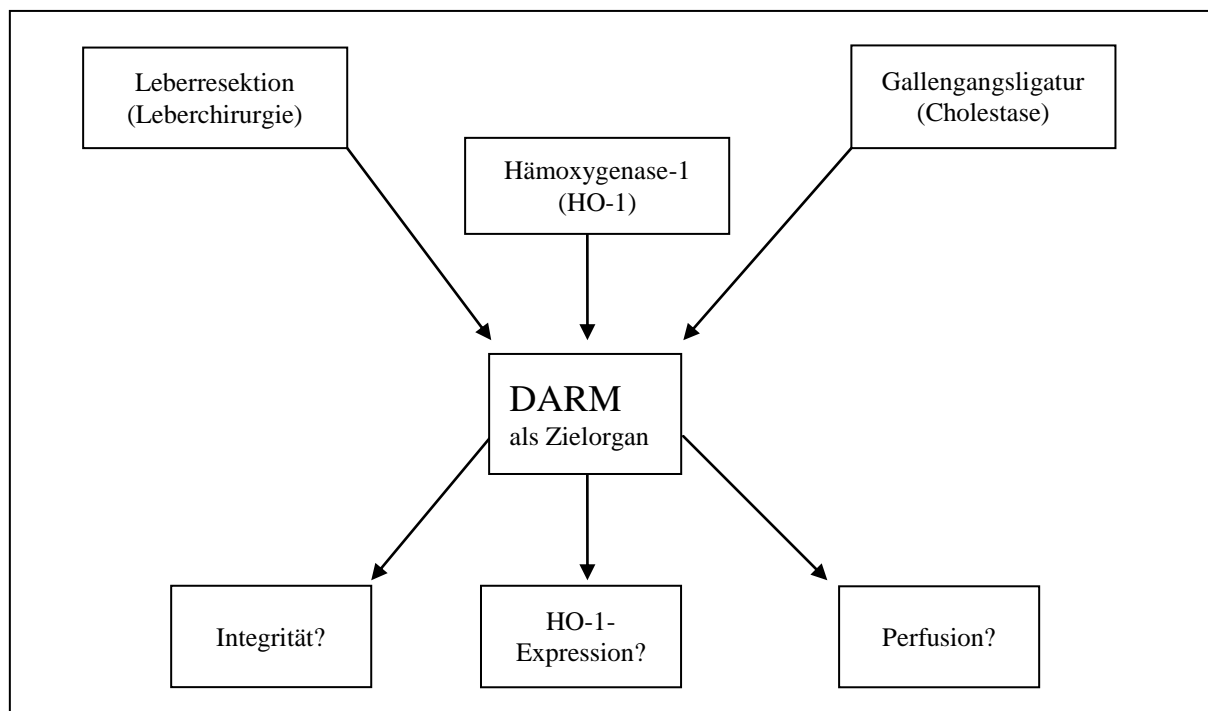 Leberresektion
(Leberchirurgie)
Gallengangsligatur
(Cholestase)
Hämoxygenase-1
(HO-1)
DARM
als Zielorgan
Integrität?
HO-1-
Expression?
Perfusion?